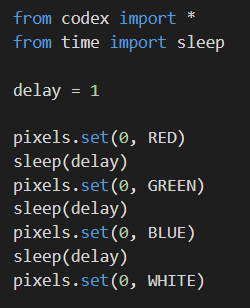 from codex import *
from time import sleep
delay = 1
pixels.set(0, RED)
sleep(delay)
pixels.set(0, GREEN)
sleep(delay)
pixels.set(0, BLUE)
sleep(delay)
pixels.set(0, WHITE)